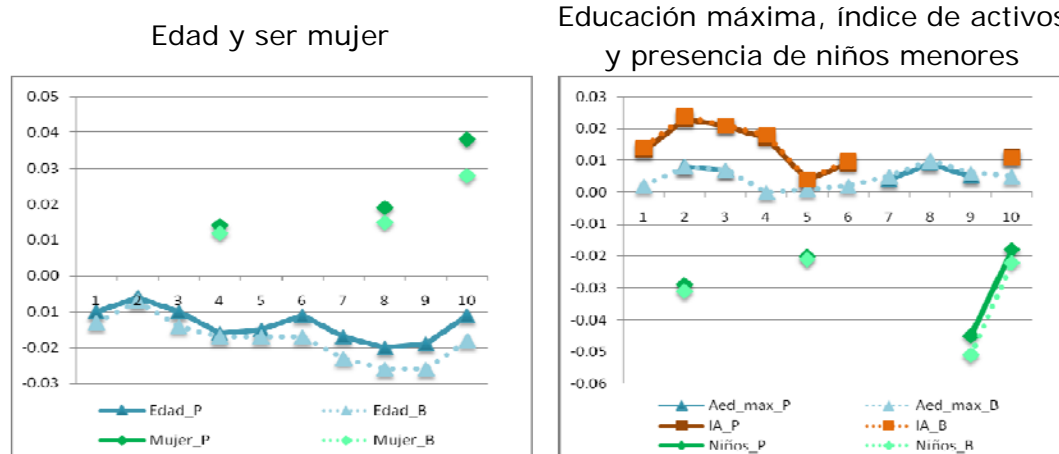 Edad y ser mujer
Educación máxima, índice de activos
y presencia de niños menores
0.05
0.04
0.03
0.02
0.01
0.00
-0.01
-0.02
-0.03
1 2 3 4 5 6 7 8 9 10
Edad_P Edad_B
Mujer_P Mujer_B
0.03
0.02
0.01
0.00
-0.01
-0.02
-0.03
-0.04
-0.05
-0.06
1 2 3 4 5 6 7 8 9 10
Aed_max_P Aed_max_B
IA_P IA_B
Niños_P Niños_B